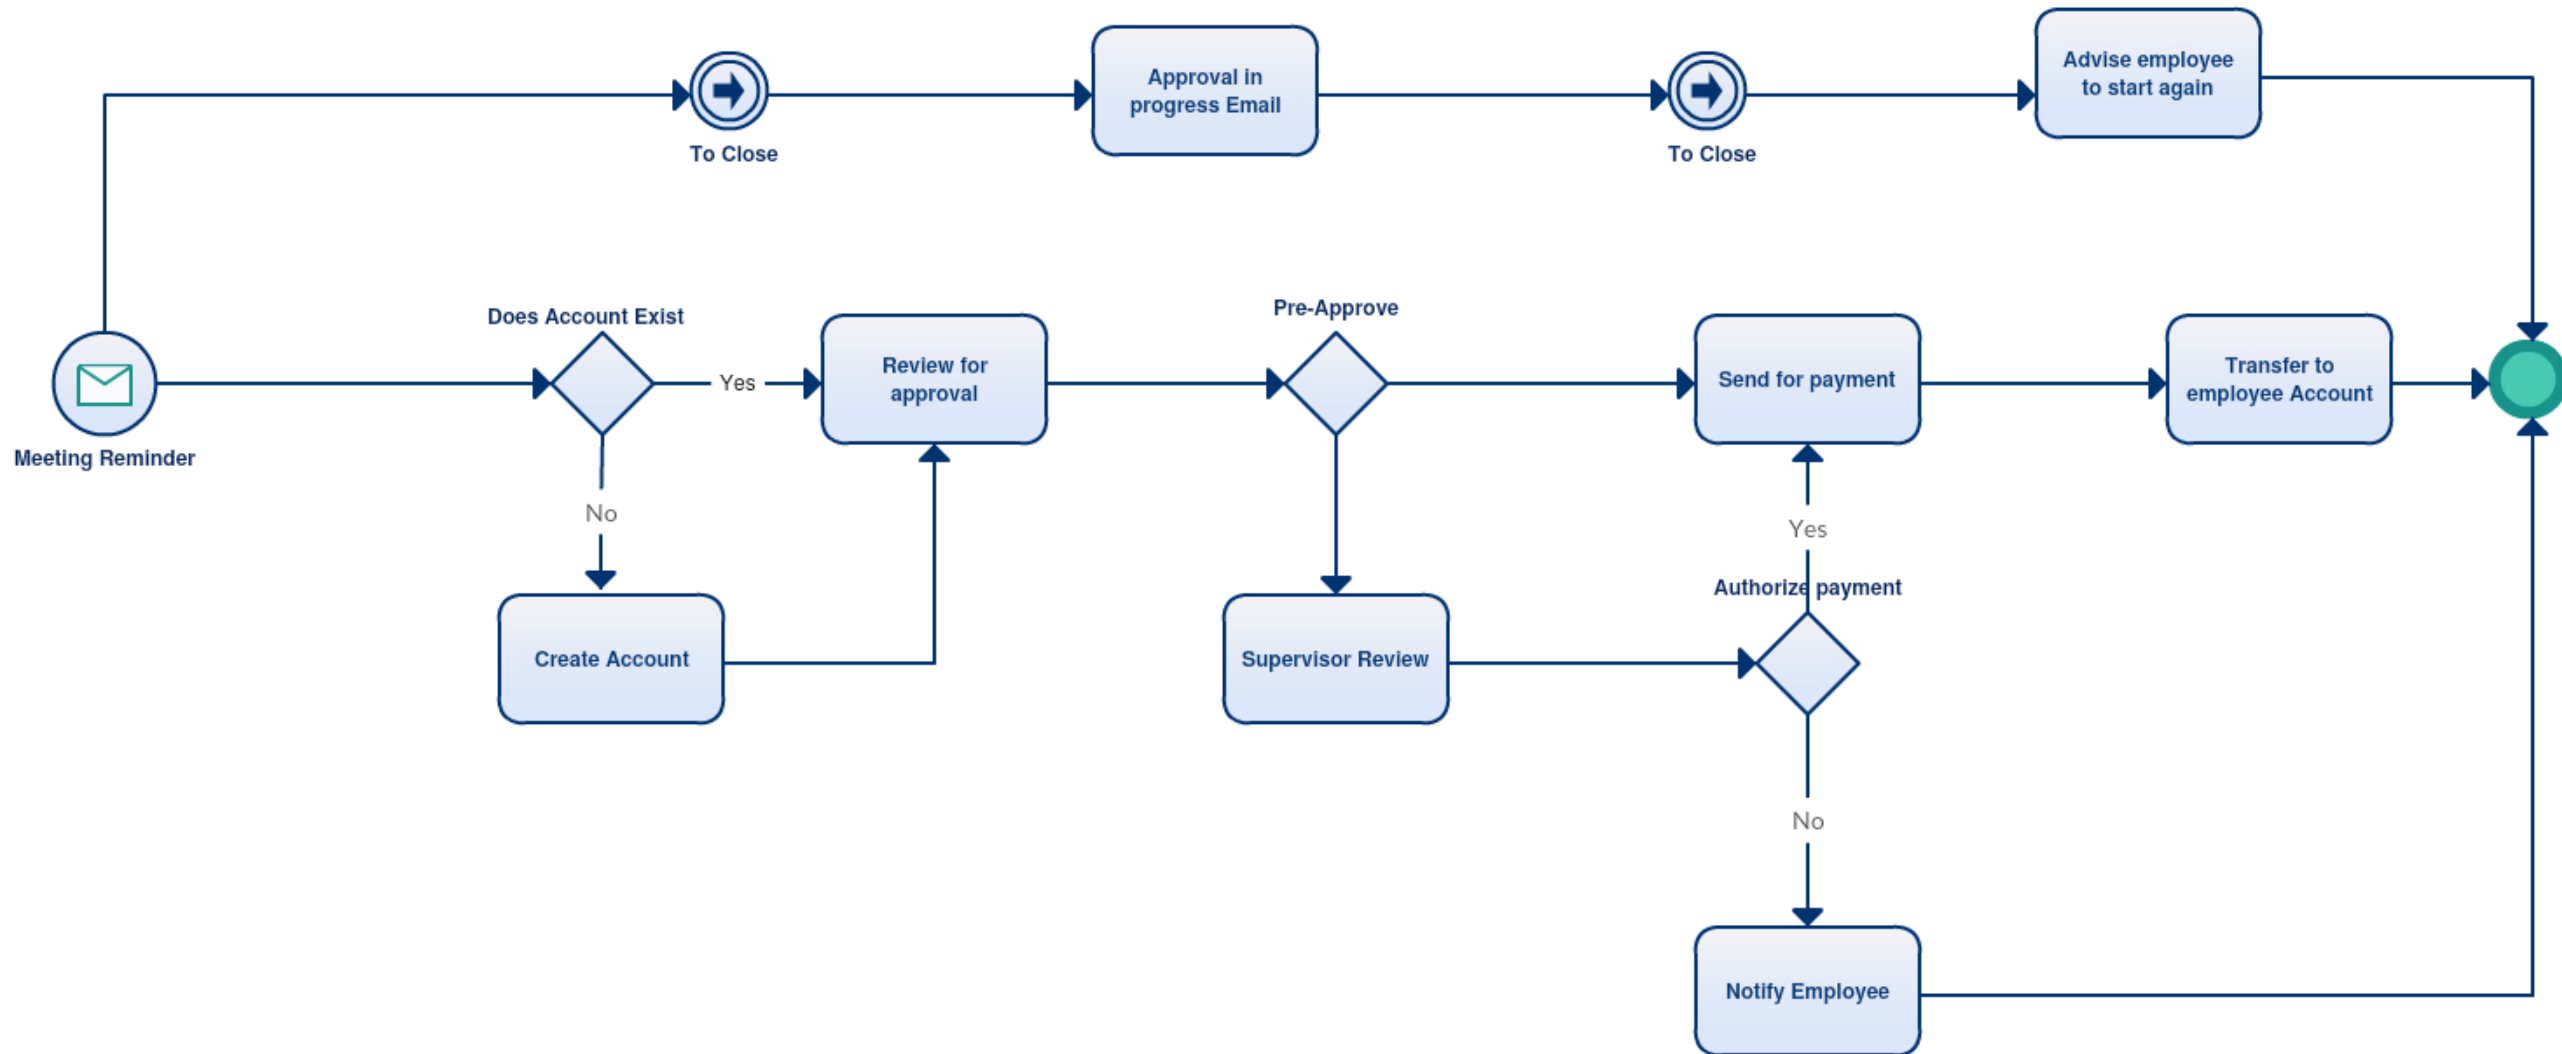 Advise employee
to start again
Approval in
progress Email
To Close
To Close
Pre-Approve
Does Account Exist
Review for
approval
Send for payment
Transfer to
employee Account
Yes
Meeting Reminder
No
Yes
Authorize payment
Create Account
Supervisor Review
No
Notify Employee